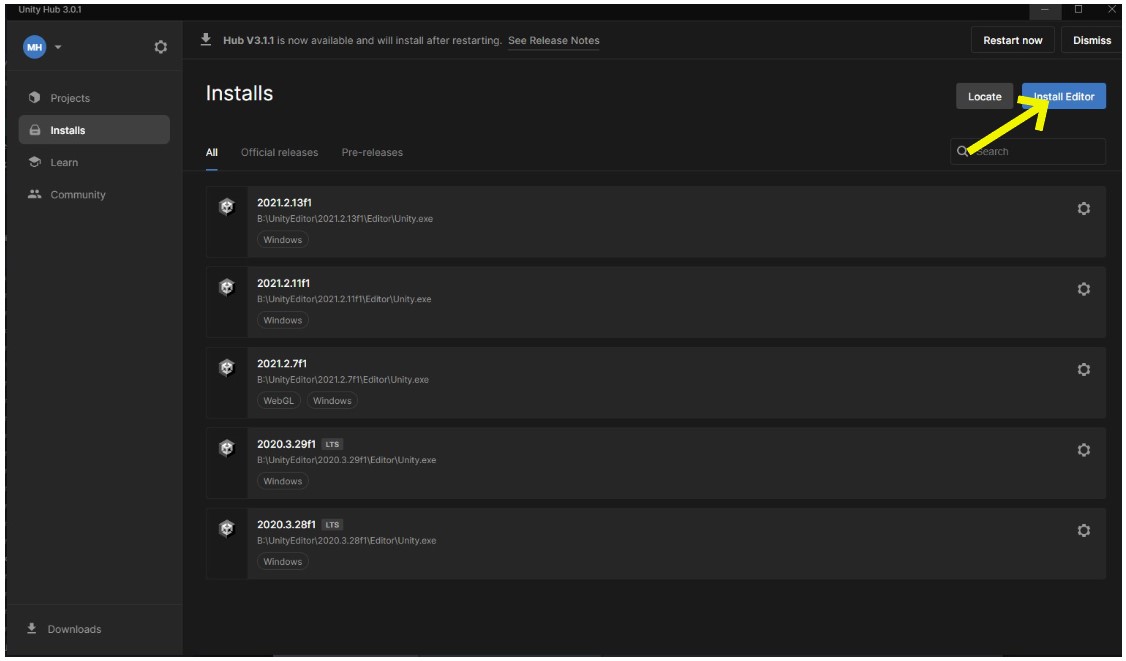 Unity Hub 3.0.1
MH
Hub V3.1.1 is now available and will install after restarting. See Release Notes
Restart now
Dismiss
Projects
Installs
Learn
Community
Downloads
Installs
Locate
Install Editor
All
Official releases
Pre-releases
Search
2021.2.13f1
B:\UnityEditor\2021.2.13f1\Editor\Unity.exe
Windows
2021.2.11f1
B:\UnityEditor\2021.2.11f1\Editor\Unity.exe
Windows
2021.2.7f1
B:\UnityEditor\2021.2.7f1\Editor\Unity.exe
WebGL
Windows
2020.3.29f1 LTS
B:\UnityEditor\2020.3.29f1\Editor\Unity.exe
Windows
2020.3.28f1 LTS
B:\UnityEditor\2020.3.28f1\Editor\Unity.exe
Windows